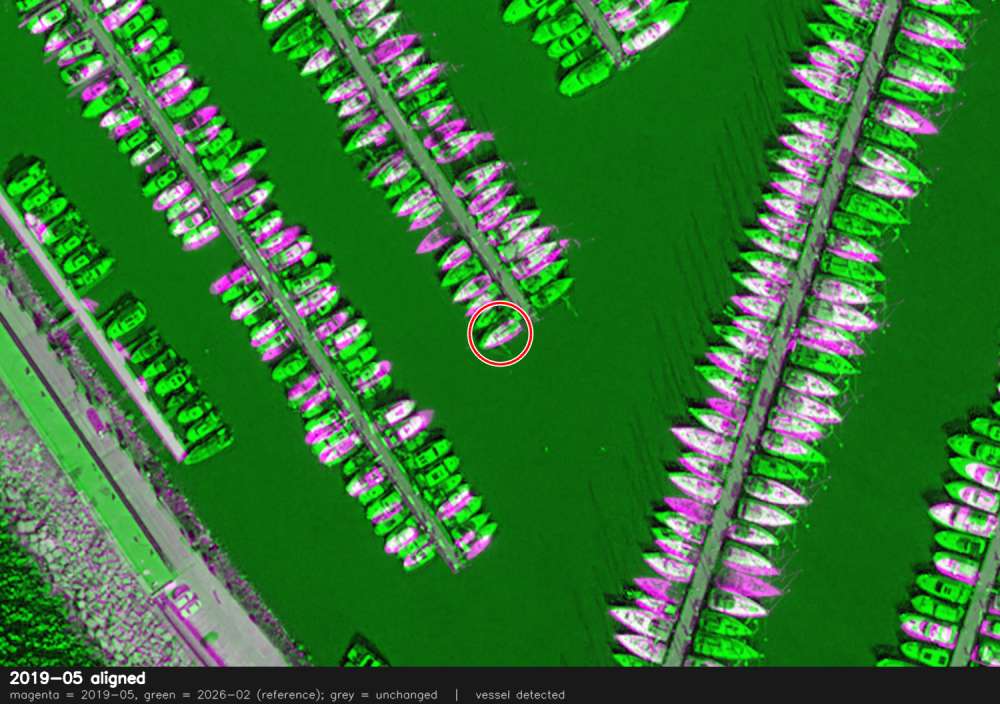 2019-05 aligned
magenta = 2019-05, green = 2026-02 (reference); grey = unchanged | vessel detected